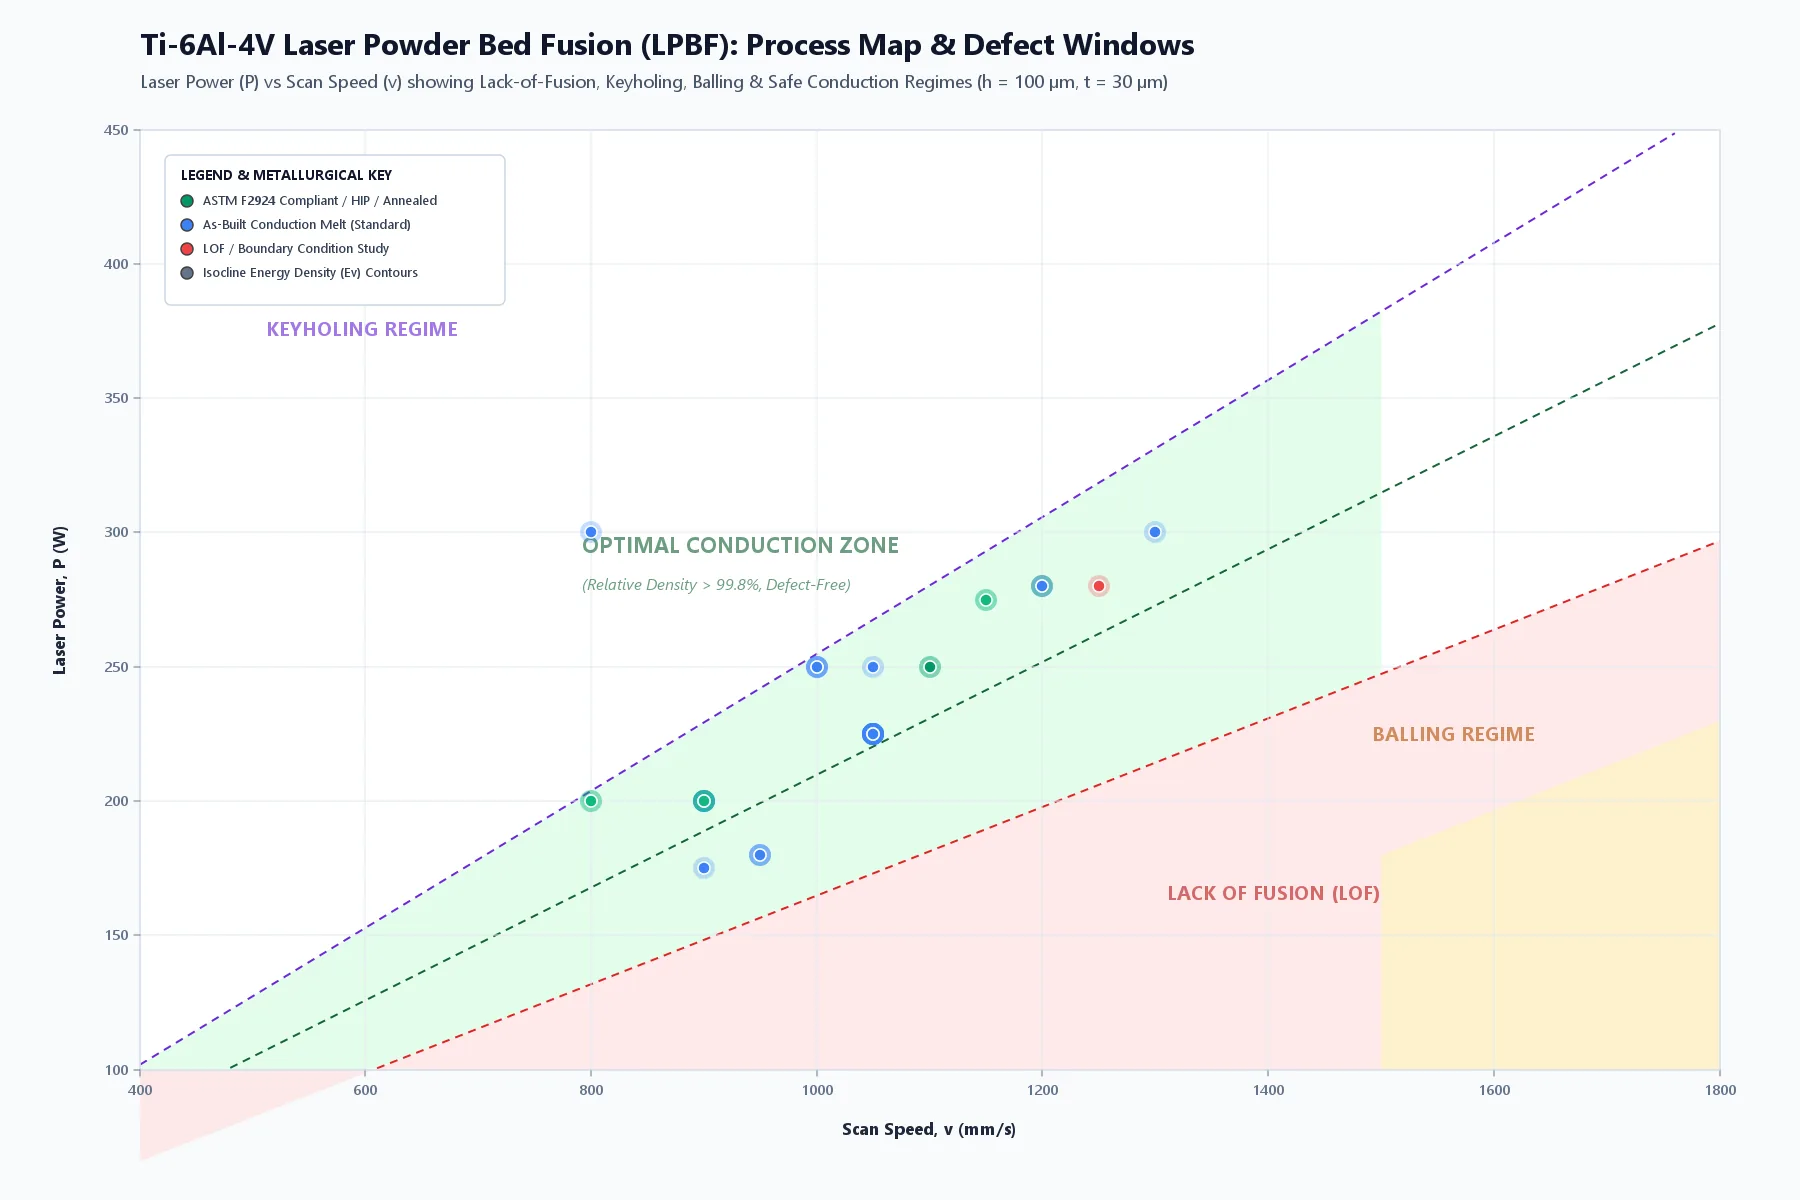 Ti-6Al-4V Laser Powder Bed Fusion (LPBF): Process Map & Defect Windows
Laser Power (P) vs Scan Speed (v) showing Lack-of-Fusion, Keyholing, Balling & Safe Conduction Regimes (h = 100 µm, t = 30 µm)
LEGEND & METALLURGICAL KEY
ASTM F2924 Compliant / HIP / Annealed
As-Built Conduction Melt (Standard)
LOF / Boundary Condition Study
Isocline Energy Density (Ev) Contours
KEYHOLING REGIME
OPTIMAL CONDUCTION ZONE
(Relative Density > 99.8%, Defect-Free)
BALLING REGIME
LACK OF FUSION (LOF)
Laser Power, P (W)
450
400
350
300
250
200
150
100
400
600
800
1000
1200
1400
1600
1800
Scan Speed, v (mm/s)